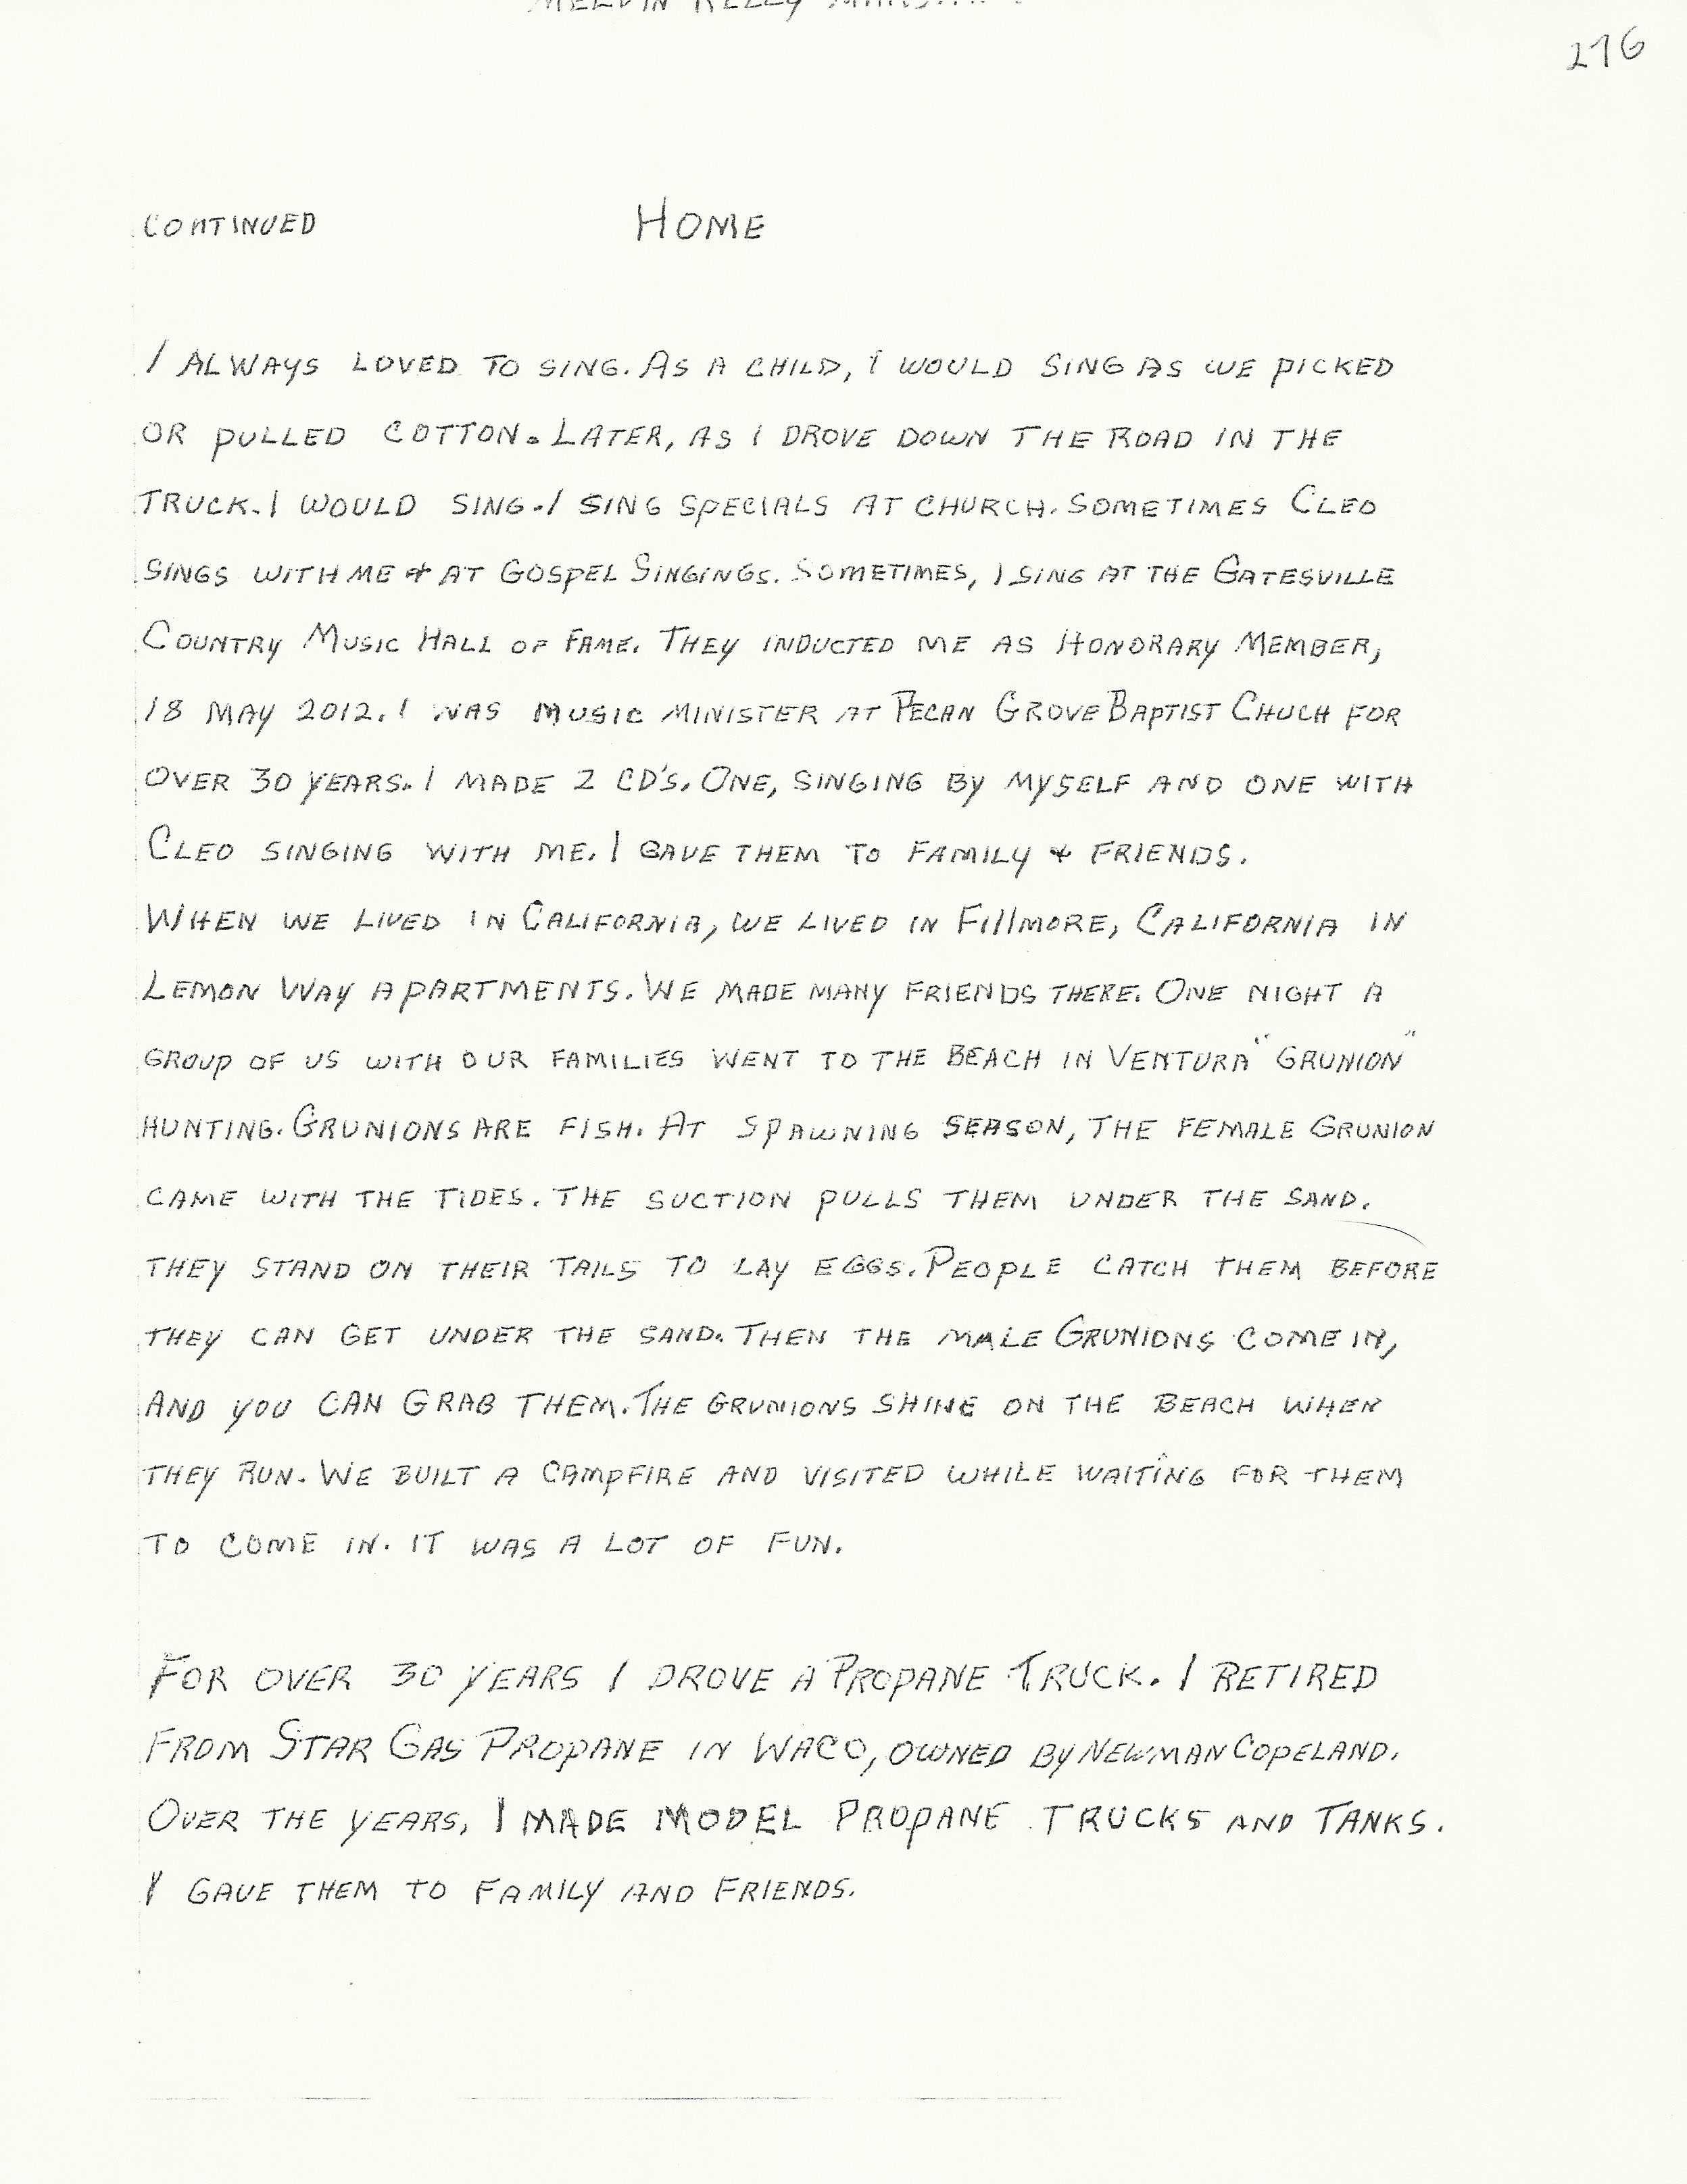 MELVIN KELLY
276
CONTINUED HOME
I ALWAYS LOVED TO SING. AS A CHILD, I WOULD SING AS WE PICKED
OR PULLED COTTON. LATER, AS I DROVE DOWN THE ROAD IN THE
TRUCK. I WOULD SING. I SING SPECIALS AT CHURCH. SOMETIMES CLEO
SINGS WITH ME & AT GOSPEL SINGINGS. SOMETIMES, I SING AT THE GATESVILLE
COUNTRY MUSIC HALL OF FAME. THEY INDUCTED ME AS HONORARY MEMBER,
18 MAY 2012. I WAS MUSIC MINISTER AT PECAN GROVE BAPTIST CHUCH FOR
OVER 30 YEARS. I MADE 2 CD'S. ONE, SINGING BY MYSELF AND ONE WITH
CLEO SINGING WITH ME. I GAVE THEM TO FAMILY & FRIENDS.
WHEN WE LIVED IN CALIFORNIA, WE LIVED IN FIllMORE, CALIFORNIA IN
LEMON WAY APARTMENTS. WE MADE MANY FRIENDS THERE. ONE NIGHT A
GROUP OF US WITH OUR FAMILIES WENT TO THE BEACH IN VENTURA "GRUNION"
HUNTING. GRUNIONS ARE FISH. AT SPAWNING SEASON, THE FEMALE GRUNION
CAME WITH THE TIDES. THE SUCTION PULLS THEM UNDER THE SAND.
THEY STAND ON THEIR TAILS TO LAY EGGS. PEOPLE CATCH THEM BEFORE
THEY CAN GET UNDER THE SAND. THEN THE MALE GRUNIONS COME IN,
AND YOU CAN GRAB THEM. THE GRUNIONS SHINE ON THE BEACH WHEN
THEY RUN. WE BUILT A CAMPFIRE AND VISITED WHILE WAITING FOR THEM
TO COME IN. IT WAS A LOT OF FUN.
FOR OVER 30 YEARS I DROVE A PROPANE TRUCK. I RETIRED
FROM STAR GAS PROPANE IN WACO, OWNED BY NEWMAN COPELAND.
OVER THE YEARS, I MADE MODEL PROPANE TRUCKS AND TANKS.
I GAVE THEM TO FAMILY AND FRIENDS.